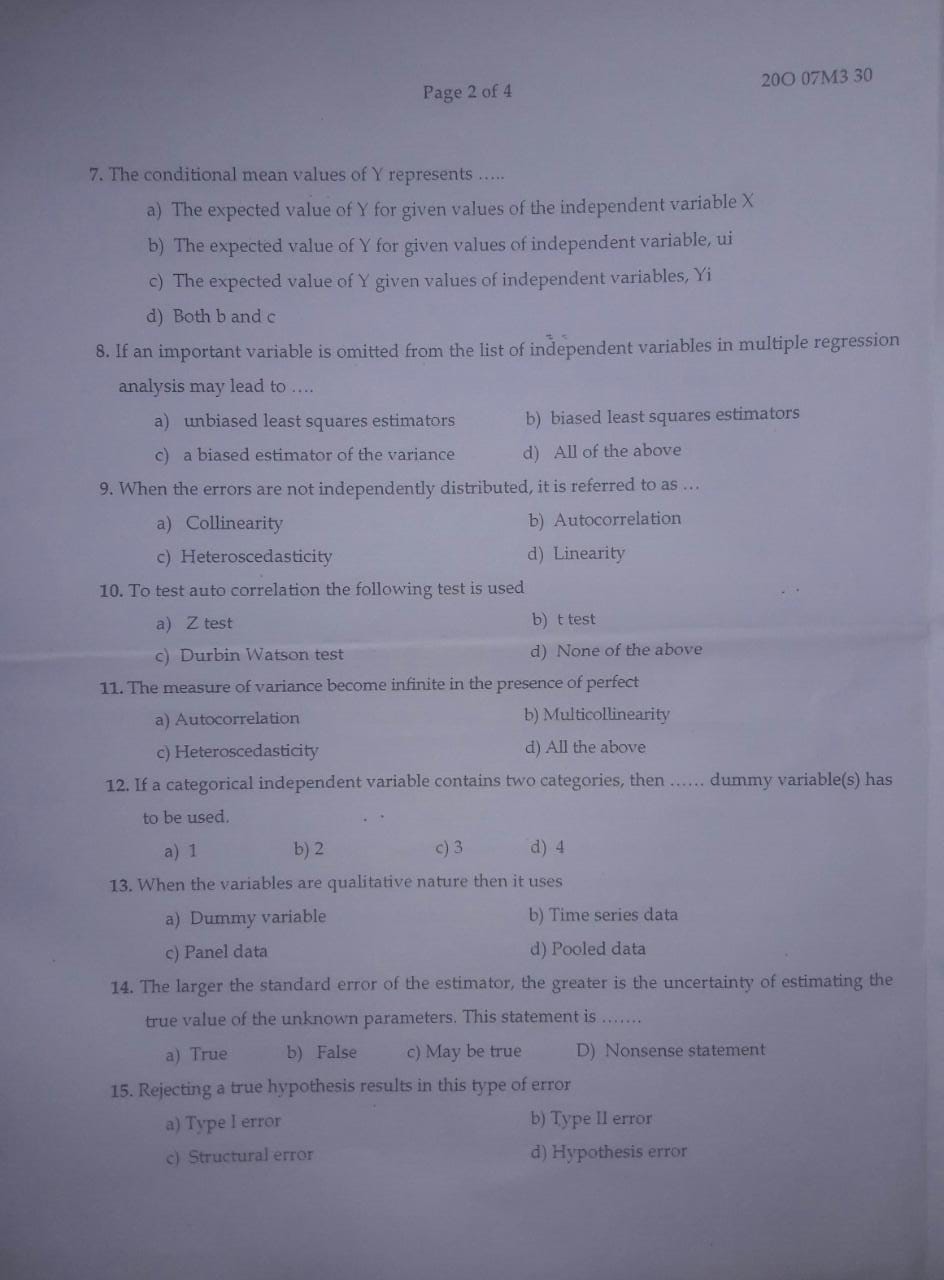 Page 2 of 4
20O 07M3 30
7. The conditional mean values of Y represents .....
a) The expected value of Y for given values of the independent variable X
b) The expected value of Y for given values of independent variable, ui
c) The expected value of Y given values of independent variables, Yi
d) Both b and c
8. If an important variable is omitted from the list of independent variables in multiple regression
analysis may lead to ....
a) unbiased least squares estimators b) biased least squares estimators
c) a biased estimator of the variance d) All of the above
9. When the errors are not independently distributed, it is referred to as ...
a) Collinearity b) Autocorrelation
c) Heteroscedasticity d) Linearity
10. To test auto correlation the following test is used
a) Z test b) t test
c) Durbin Watson test d) None of the above
11. The measure of variance become infinite in the presence of perfect
a) Autocorrelation b) Multicollinearity
c) Heteroscedasticity d) All the above
12. If a categorical independent variable contains two categories, then ...... dummy variable(s) has
to be used.
a) 1 b) 2 c) 3 d) 4
13. When the variables are qualitative nature then it uses
a) Dummy variable b) Time series data
c) Panel data d) Pooled data
14. The larger the standard error of the estimator, the greater is the uncertainty of estimating the
true value of the unknown parameters. This statement is .......
a) True b) False c) May be true D) Nonsense statement
15. Rejecting a true hypothesis results in this type of error
a) Type I error b) Type II error
c) Structural error d) Hypothesis error